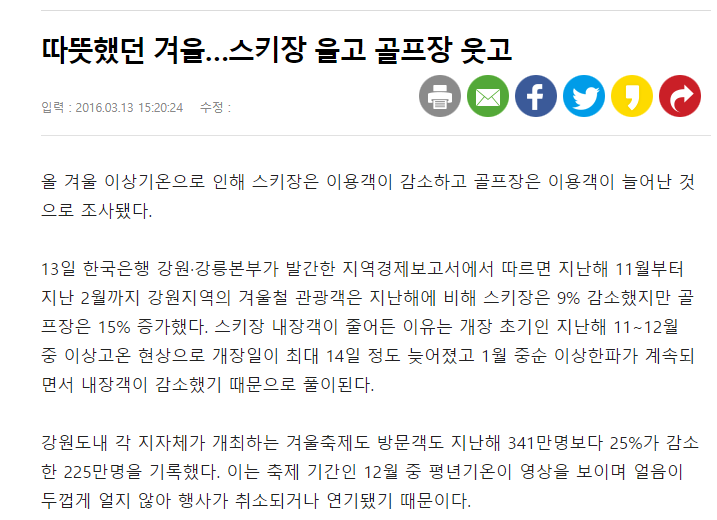 따뜻했던 겨울...스키장 울고 골프장 웃고
입력 : 2016.03.13 15:20:24 수정 :
올 겨울 이상기온으로 인해 스키장은 이용객이 감소하고 골프장은 이용객이 늘어난 것
으로 조사됐다.
13일 한국은행 강원·강릉본부가 발간한 지역경제보고서에서 따르면 지난해 11월부터
지난 2월까지 강원지역의 겨울철 관광객은 지난해에 비해 스키장은 9% 감소했지만 골
프장은 15% 증가했다. 스키장 내장객이 줄어든 이유는 개장 초기인 지난해 11~12월
중 이상고온 현상으로 개장일이 최대 14일 정도 늦어졌고 1월 중순 이상한파가 계속되
면서 내장객이 감소했기 때문으로 풀이된다.
강원도내 각 지자체가 개최하는 겨울축제도 방문객도 지난해 341만명보다 25%가 감소
한 225만명을 기록했다. 이는 축제 기간인 12월 중 평년기온이 영상을 보이며 얼음이
두껍게 얼지 않아 행사가 취소되거나 연기됐기 때문이다.